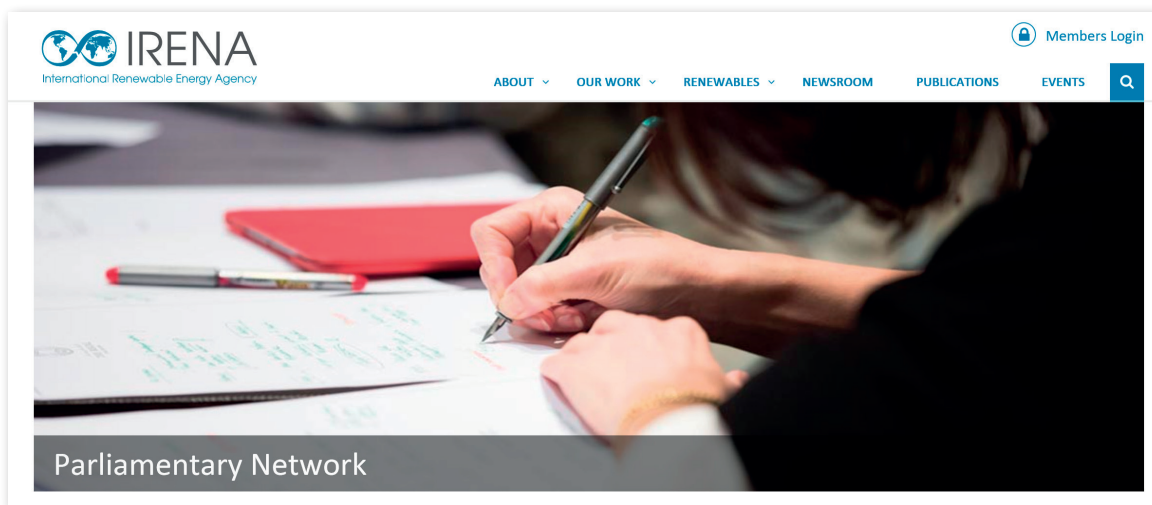 Members Login
IRENA
International Renewable Energy Agency
ABOUT OUR WORK RENEWABLES NEWSROOM PUBLICATIONS EVENTS
Parliamentary Network